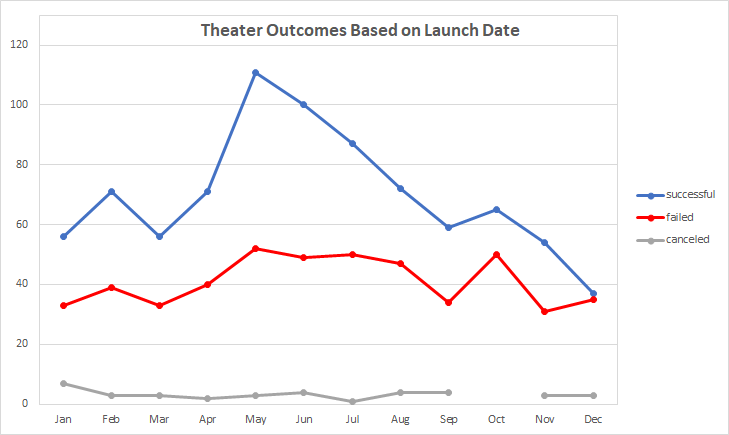 Theater Outcomes Based on Launch Date
120
100
80
60
40
20
0
Jan Feb Mar Apr May Jun Jul Aug Sep Oct Nov Dec
successful
failed
canceled